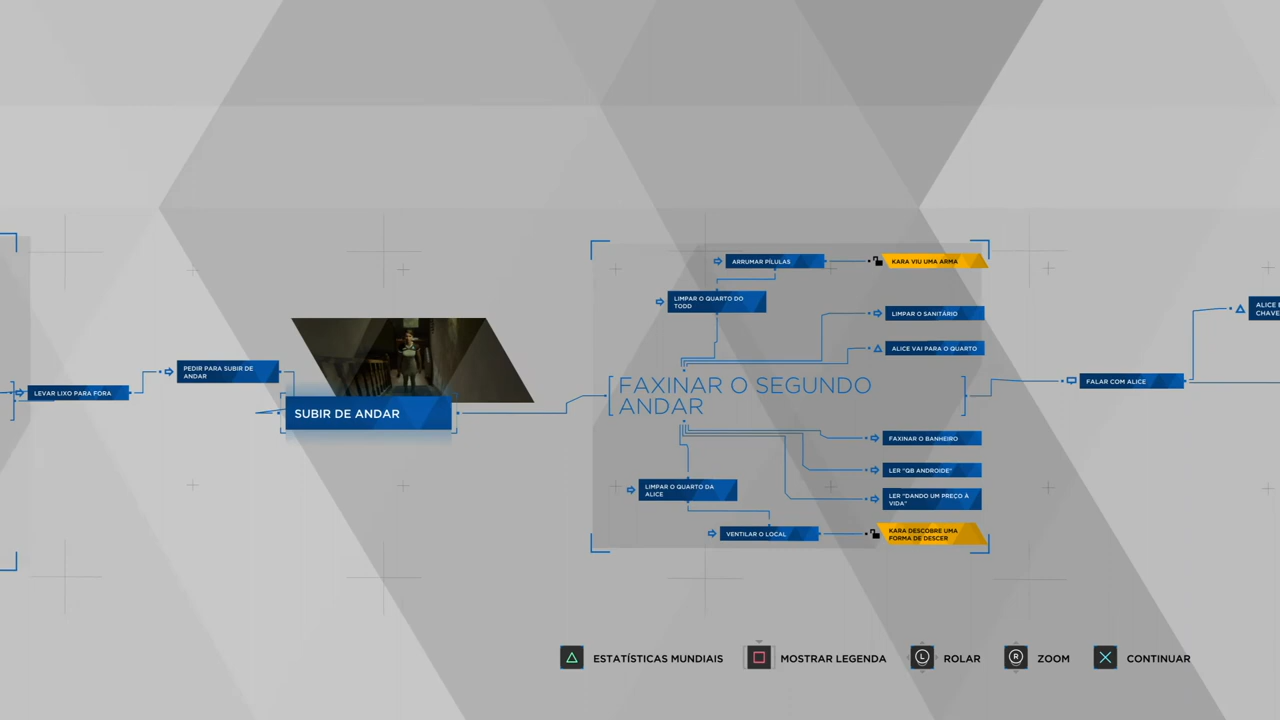 LEVAR LIXO PARA FORA
PEDIR PARA SUBIR DE
ANDAR
SUBIR DE ANDAR
ARRUMAR PÍLULAS
KARA VIU UMA ARMA
LIMPAR O QUARTO DO
TODD
LIMPAR O SANITÁRIO
ALICE VAI PARA O QUARTO
FAXINAR O SEGUNDO
ANDAR
FAXINAR O BANHEIRO
LER "QB ANDROIDE"
LIMPAR O QUARTO DA
ALICE
LER "DANDO UM PREÇO À
VIDA"
VENTILAR O LOCAL
KARA DESCOBRE UMA
FORMA DE DESCER
FALAR COM ALICE
ALICE
CHAVE
ESTATÍSTICAS MUNDIAIS
MOSTRAR LEGENDA
L
ROLAR
R
ZOOM
CONTINUAR